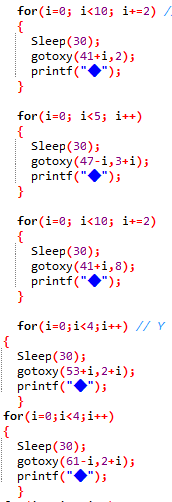 for(i=0; i<10; i+=2) /
{
Sleep(30);
gotoxy(41+i,2);
printf("◆");
}
for(i=0; i<5; i++)
{
Sleep(30);
gotoxy(47-i,3+i);
printf("◆");
}
for(i=0; i<10; i+=2)
{
Sleep(30);
gotoxy(41+i,8);
printf("◆");
}
for(i=0;i<4;i++) // Y
{
Sleep(30);
gotoxy(53+i,2+i);
printf("◆");
}
for(i=0;i<4;i++)
{
Sleep(30);
gotoxy(61-i,2+i);
printf("◆");
}